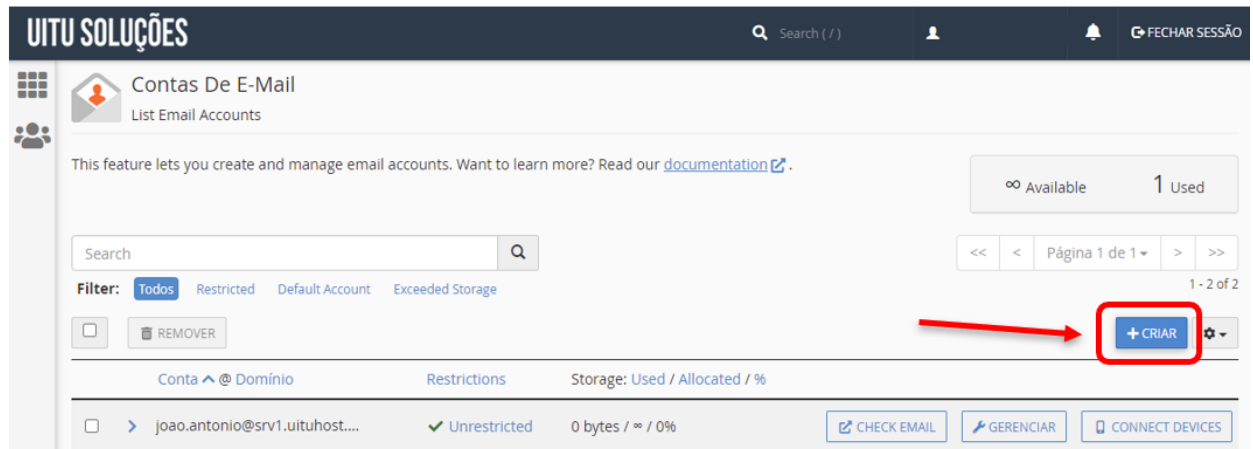 UITU SOLUÇÕES
Search ( / )
FECHAR SESSÃO
Contas De E-Mail
List Email Accounts
This feature lets you create and manage email accounts. Want to learn more? Read our documentation .
∞ Available 1 Used
Search
<< < Página 1 de 1 > >>
Filter: Todos Restricted Default Account Exceeded Storage
1 - 2 of 2
REMOVER
+ CRIAR
Conta @ Domínio Restrictions Storage: Used / Allocated / %
joao.antonio@srv1.uituhost.... Unrestricted 0 bytes / ∞ / 0% CHECK EMAIL GERENCIAR CONNECT DEVICES